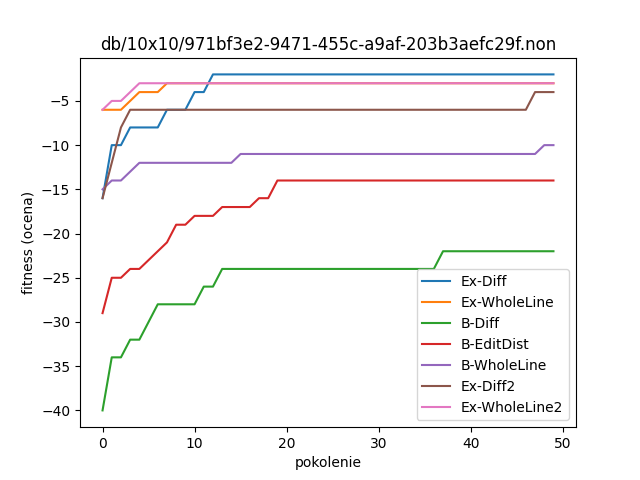 db/10x10/971bf3e2-9471-455c-a9af-203b3aefc29f.non
fitness (ocena)
−5
−10
−15
−20
−25
−30
−35
−40
Ex-Diff
Ex-WholeLine
B-Diff
B-EditDist
B-WholeLine
Ex-Diff2
Ex-WholeLine2
0 10 20 30 40 50
pokolenie